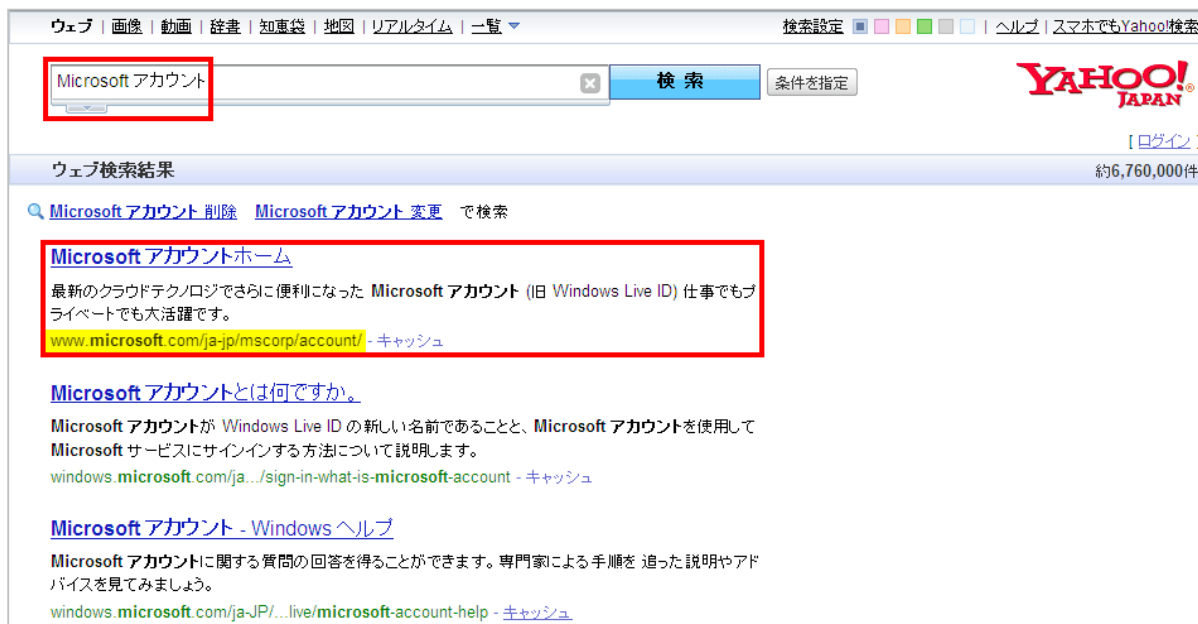 ウェブ | 画像 | 動画 | 辞書 | 知恵袋 | 地図 | リアルタイム | 一覧
検索設定 | ヘルプ | スマホでもYahoo!検索
Microsoft アカウント
検索
条件を指定
YAHOO!
JAPAN
[ ログイン ]
ウェブ検索結果
約6,760,000件
Microsoft アカウント 削除 Microsoft アカウント 変更 で検索
Microsoft アカウントホーム
最新のクラウドテクノロジでさらに便利になった Microsoft アカウント (旧 Windows Live ID) 仕事でもプ
ライベートでも大活躍です。
www.microsoft.com/ja-jp/mscorp/account/ - キャッシュ
Microsoft アカウントとは何ですか。
Microsoft アカウントが Windows Live ID の新しい名前であることと、Microsoft アカウントを使用して
Microsoft サービスにサインインする方法について説明します。
windows.microsoft.com/ja.../sign-in-what-is-microsoft-account - キャッシュ
Microsoft アカウント - Windows ヘルプ
Microsoft アカウントに関する質問の回答を得ることができます。専門家による手順を 追った説明やアド
バイスを見てみましょう。
windows.microsoft.com/ja-JP/...live/microsoft-account-help - キャッシュ